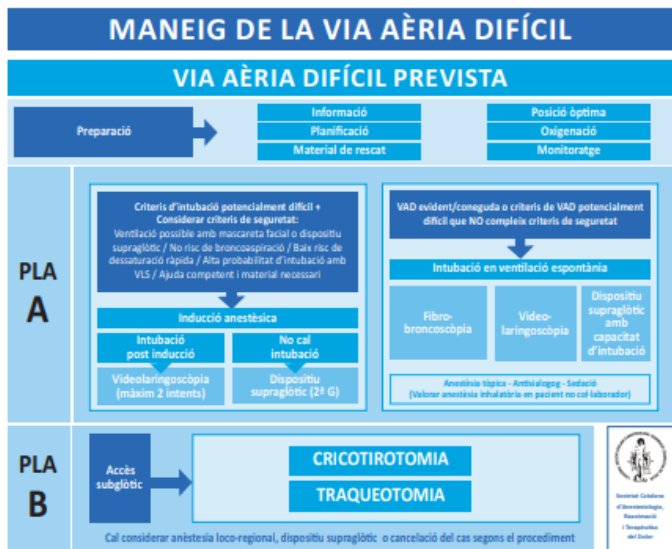 MANEIG DE LA VIA AÈRIA DIFÍCIL
VIA AÈRIA DIFÍCIL PREVISTA
Preparació
Informació
Planificació
Material de rescat
Posició òptima
Oxigenació
Monitoratge
PLA
A
Criteris d'intubació potencialment difícil +
Considerar criteris de seguretat:
Ventilació possible amb mascareta facial o dispositiu
supraglòtic / No risc de broncoaspiració / Baix risc de
dessaturació ràpida / Alta probabilitat d'intubació amb
VLS / Ajuda competent i material necessari
Inducció anestèsica
Intubació
post inducció
No cal
intubació
Videolaringoscòpia
(màxim 2 intents)
Dispositiu
supraglòtic (2ª G)
VAD evident/coneguda o criteris de VAD potencialment
difícil que NO compleix criteris de seguretat
Intubació en ventilació espontània
Fibro-
broncoscòpia
Video-
laringoscòpia
Dispositiu
supraglòtic
amb
capacitat
d'intubació
Anestèsia tòpica - Antisialogog - Sedació
(Valorar anestèsia inhalatòria en pacient no col·laborador)
PLA
B
Accès
subglòtic
CRICOTIROTOMIA
TRAQUEOTOMIA
Cal considerar anèstesia loco-regional, dispositiu supraglòtic o cancelació del cas segons el procediment
Societat Catalana
d'Anestesiologia,
Reanimació
i Terapèutica
del Dolor